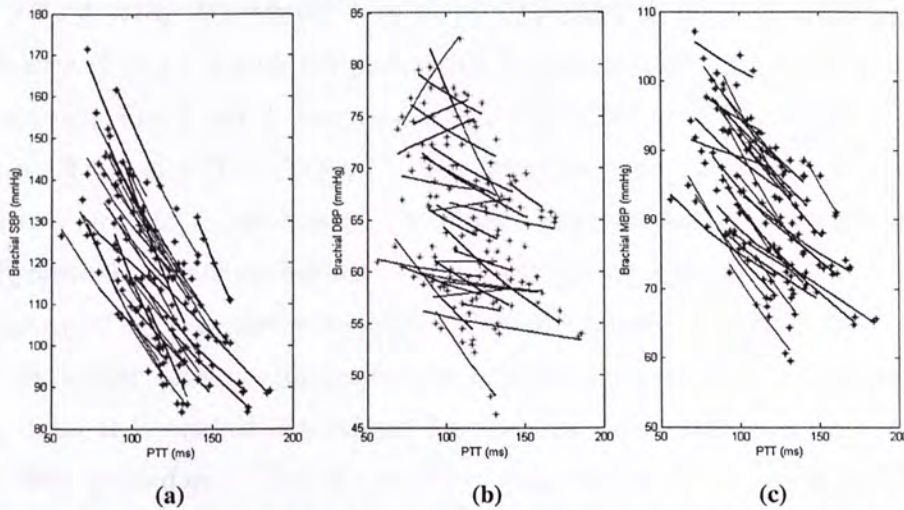 180
170
160
150
140
130
120
110
100
90
80
50 100 150 200
Brachial SBP (mmHg)
PTT (ms)
(a)
85
80
75
70
65
60
55
50
45
50 100 150 200
Brachial DBP (mmHg)
PTT (ms)
(b)
110
100
90
80
70
60
50
50 100 150 200
Brachial MBP (mmHg)
PTT (ms)
(c)